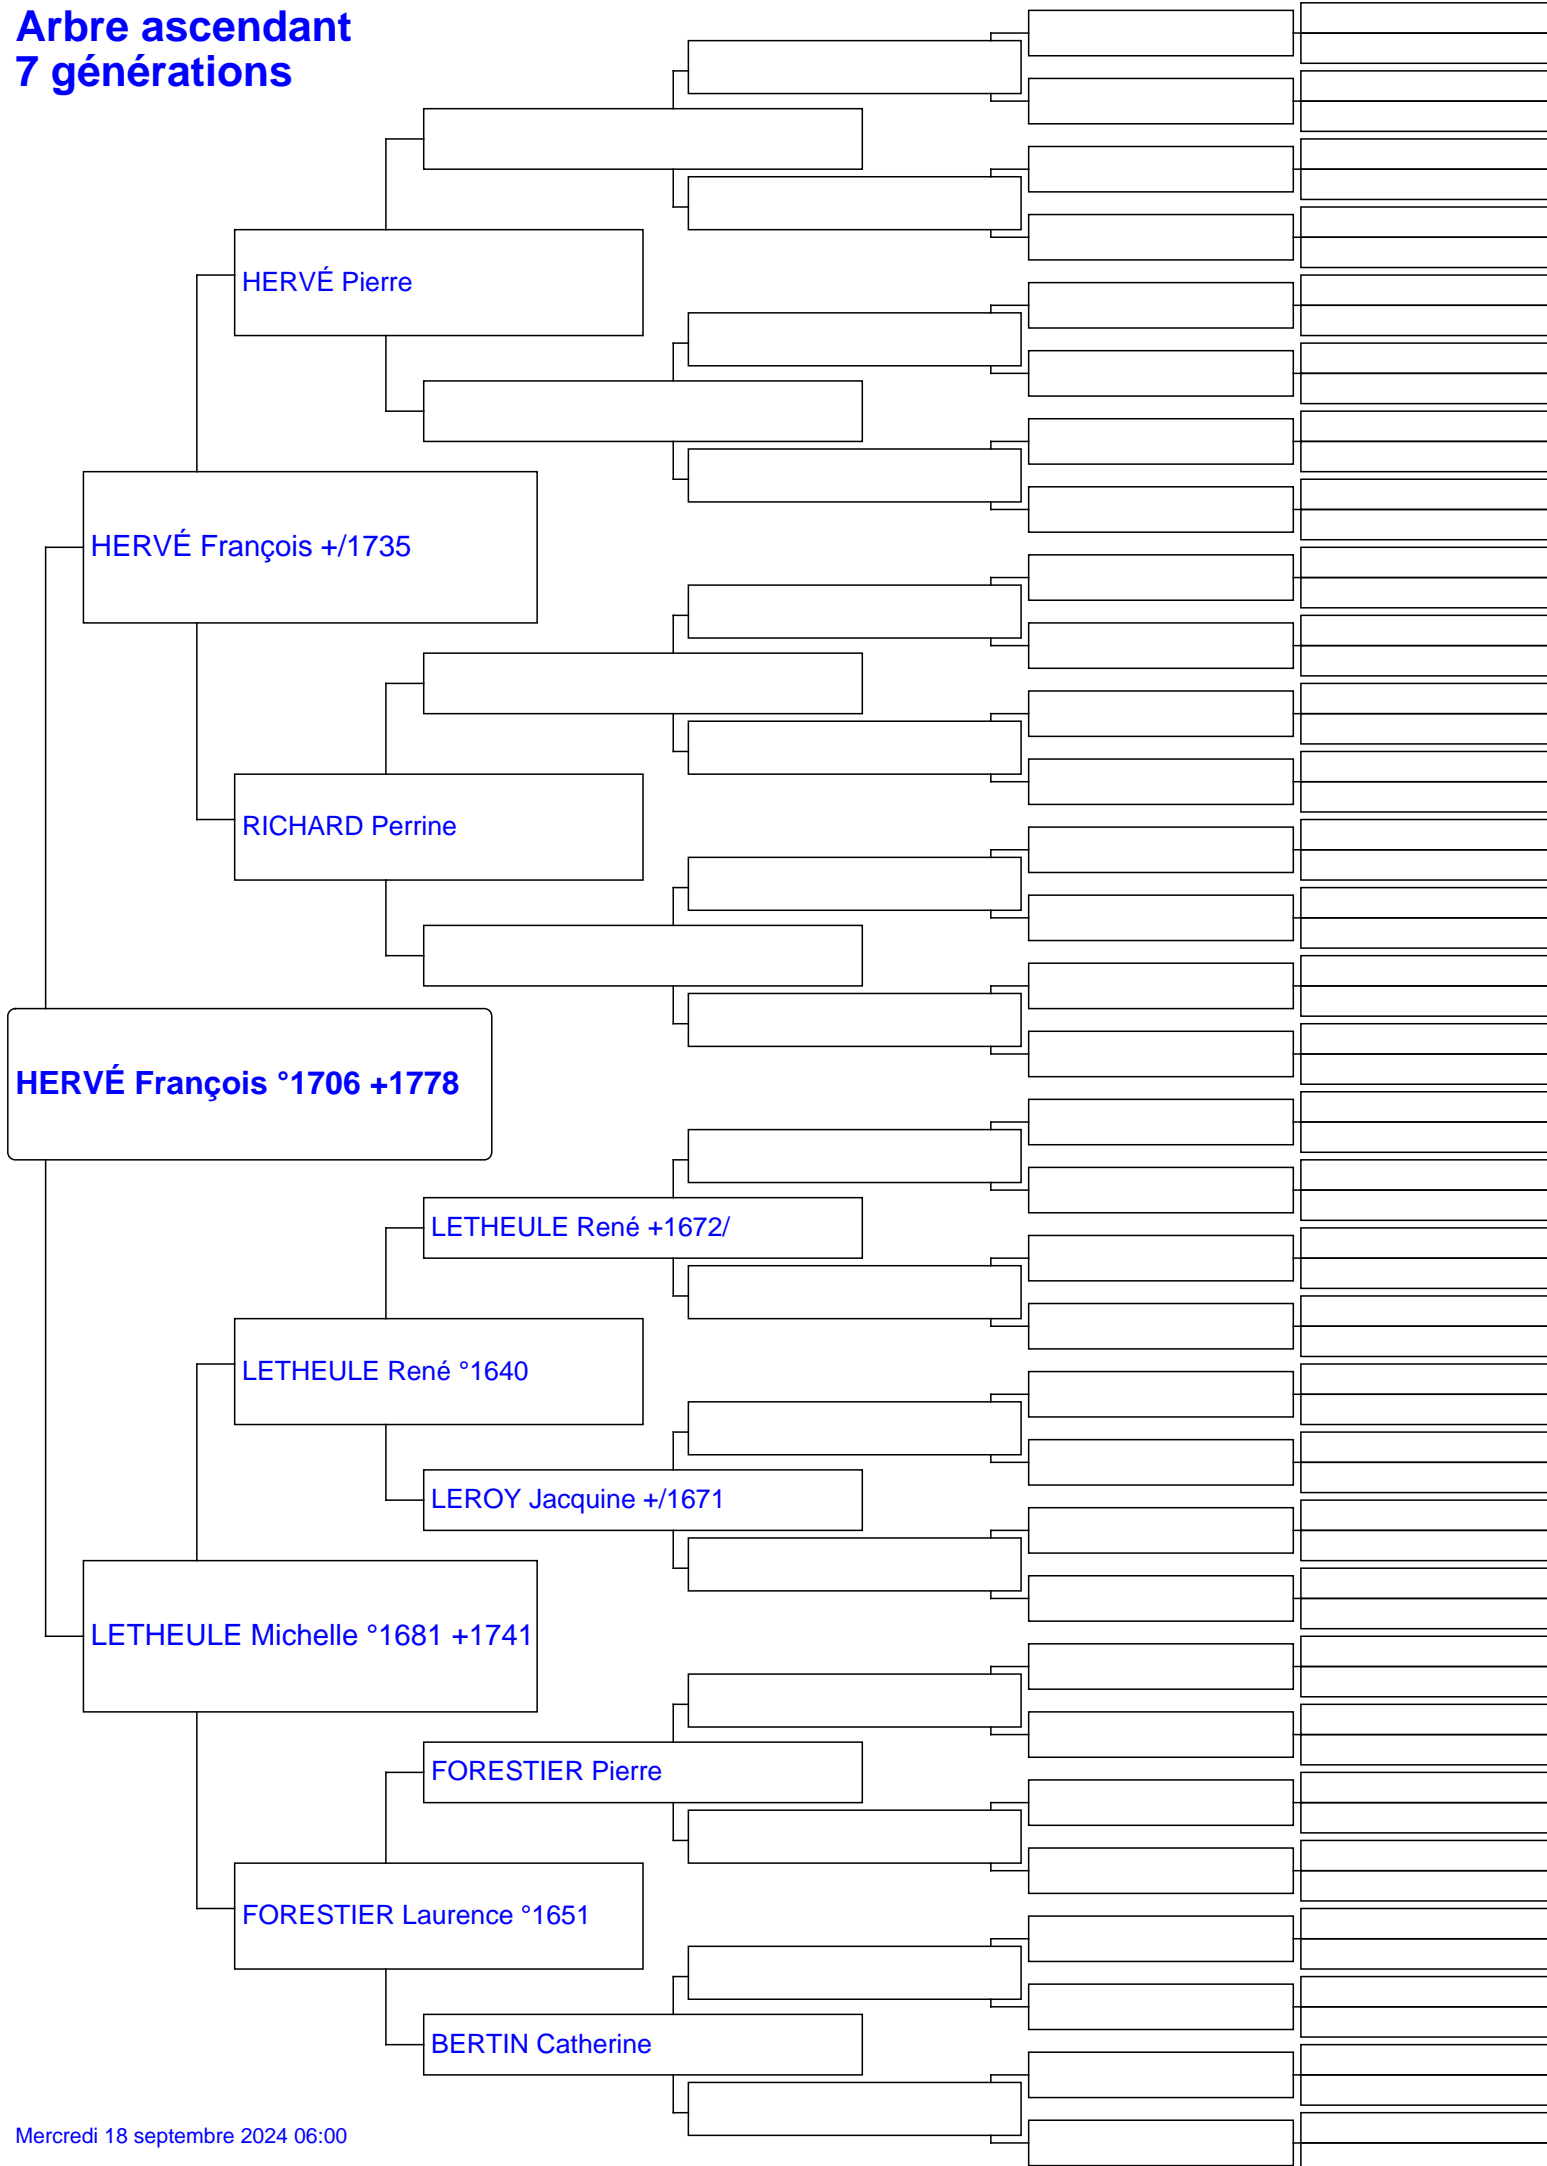 Arbre ascendant
7 générations
HERVÉ Pierre
HERVÉ François +/1735
RICHARD Perrine
HERVÉ François °1706 +1778
LETHEULE René +1672/
LETHEULE René °1640
LEROY Jacquine +/1671
LETHEULE Michelle °1681 +1741
FORESTIER Pierre
FORESTIER Laurence °1651
BERTIN Catherine
Mercredi 18 septembre 2024 06:00